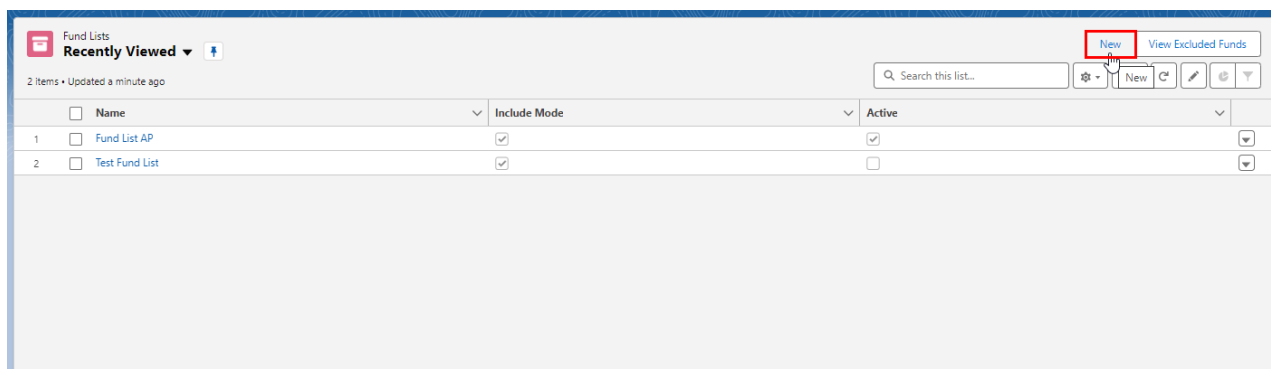 Fund Lists
Recently Viewed
New View Excluded Funds
2 items • Updated a minute ago
Search this list...
New
Name Include Mode Active
1 Fund List AP
2 Test Fund List